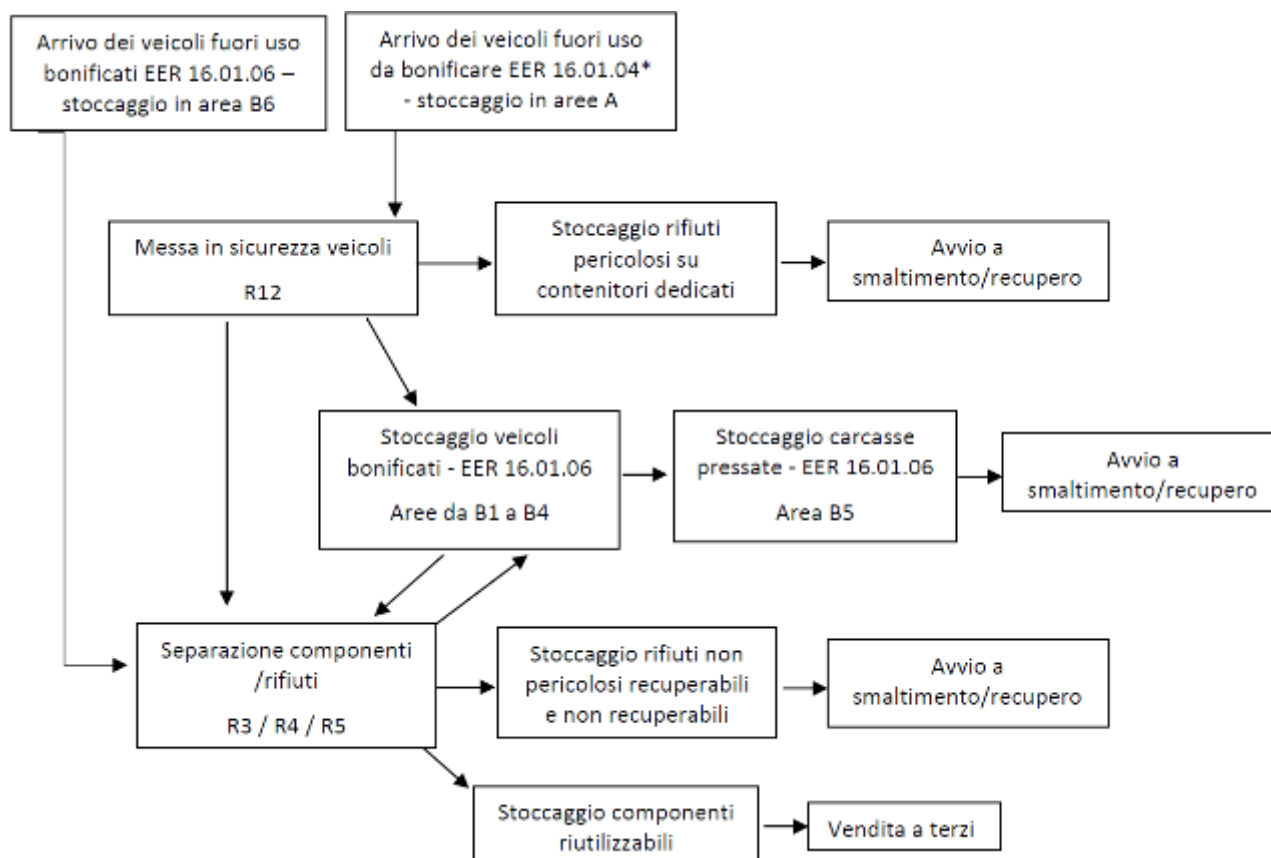 Arrivo dei veicoli fuori uso
bonificati EER 16.01.06 –
stoccaggio in area B6
Arrivo dei veicoli fuori uso
da bonificare EER 16.01.04*
- stoccaggio in aree A
Messa in sicurezza veicoli
R12
Stoccaggio rifiuti
pericolosi su
contenitori dedicati
Avvio a
smaltimento/recupero
Stoccaggio veicoli
bonificati - EER 16.01.06
Aree da B1 a B4
Stoccaggio carcasse
pressate - EER 16.01.06
Area B5
Avvio a
smaltimento/recupero
Separazione componenti
/rifiuti
R3 / R4 / R5
Stoccaggio rifiuti non
pericolosi recuperabili
e non recuperabili
Avvio a
smaltimento/recupero
Stoccaggio componenti
riutilizzabili
Vendita a terzi